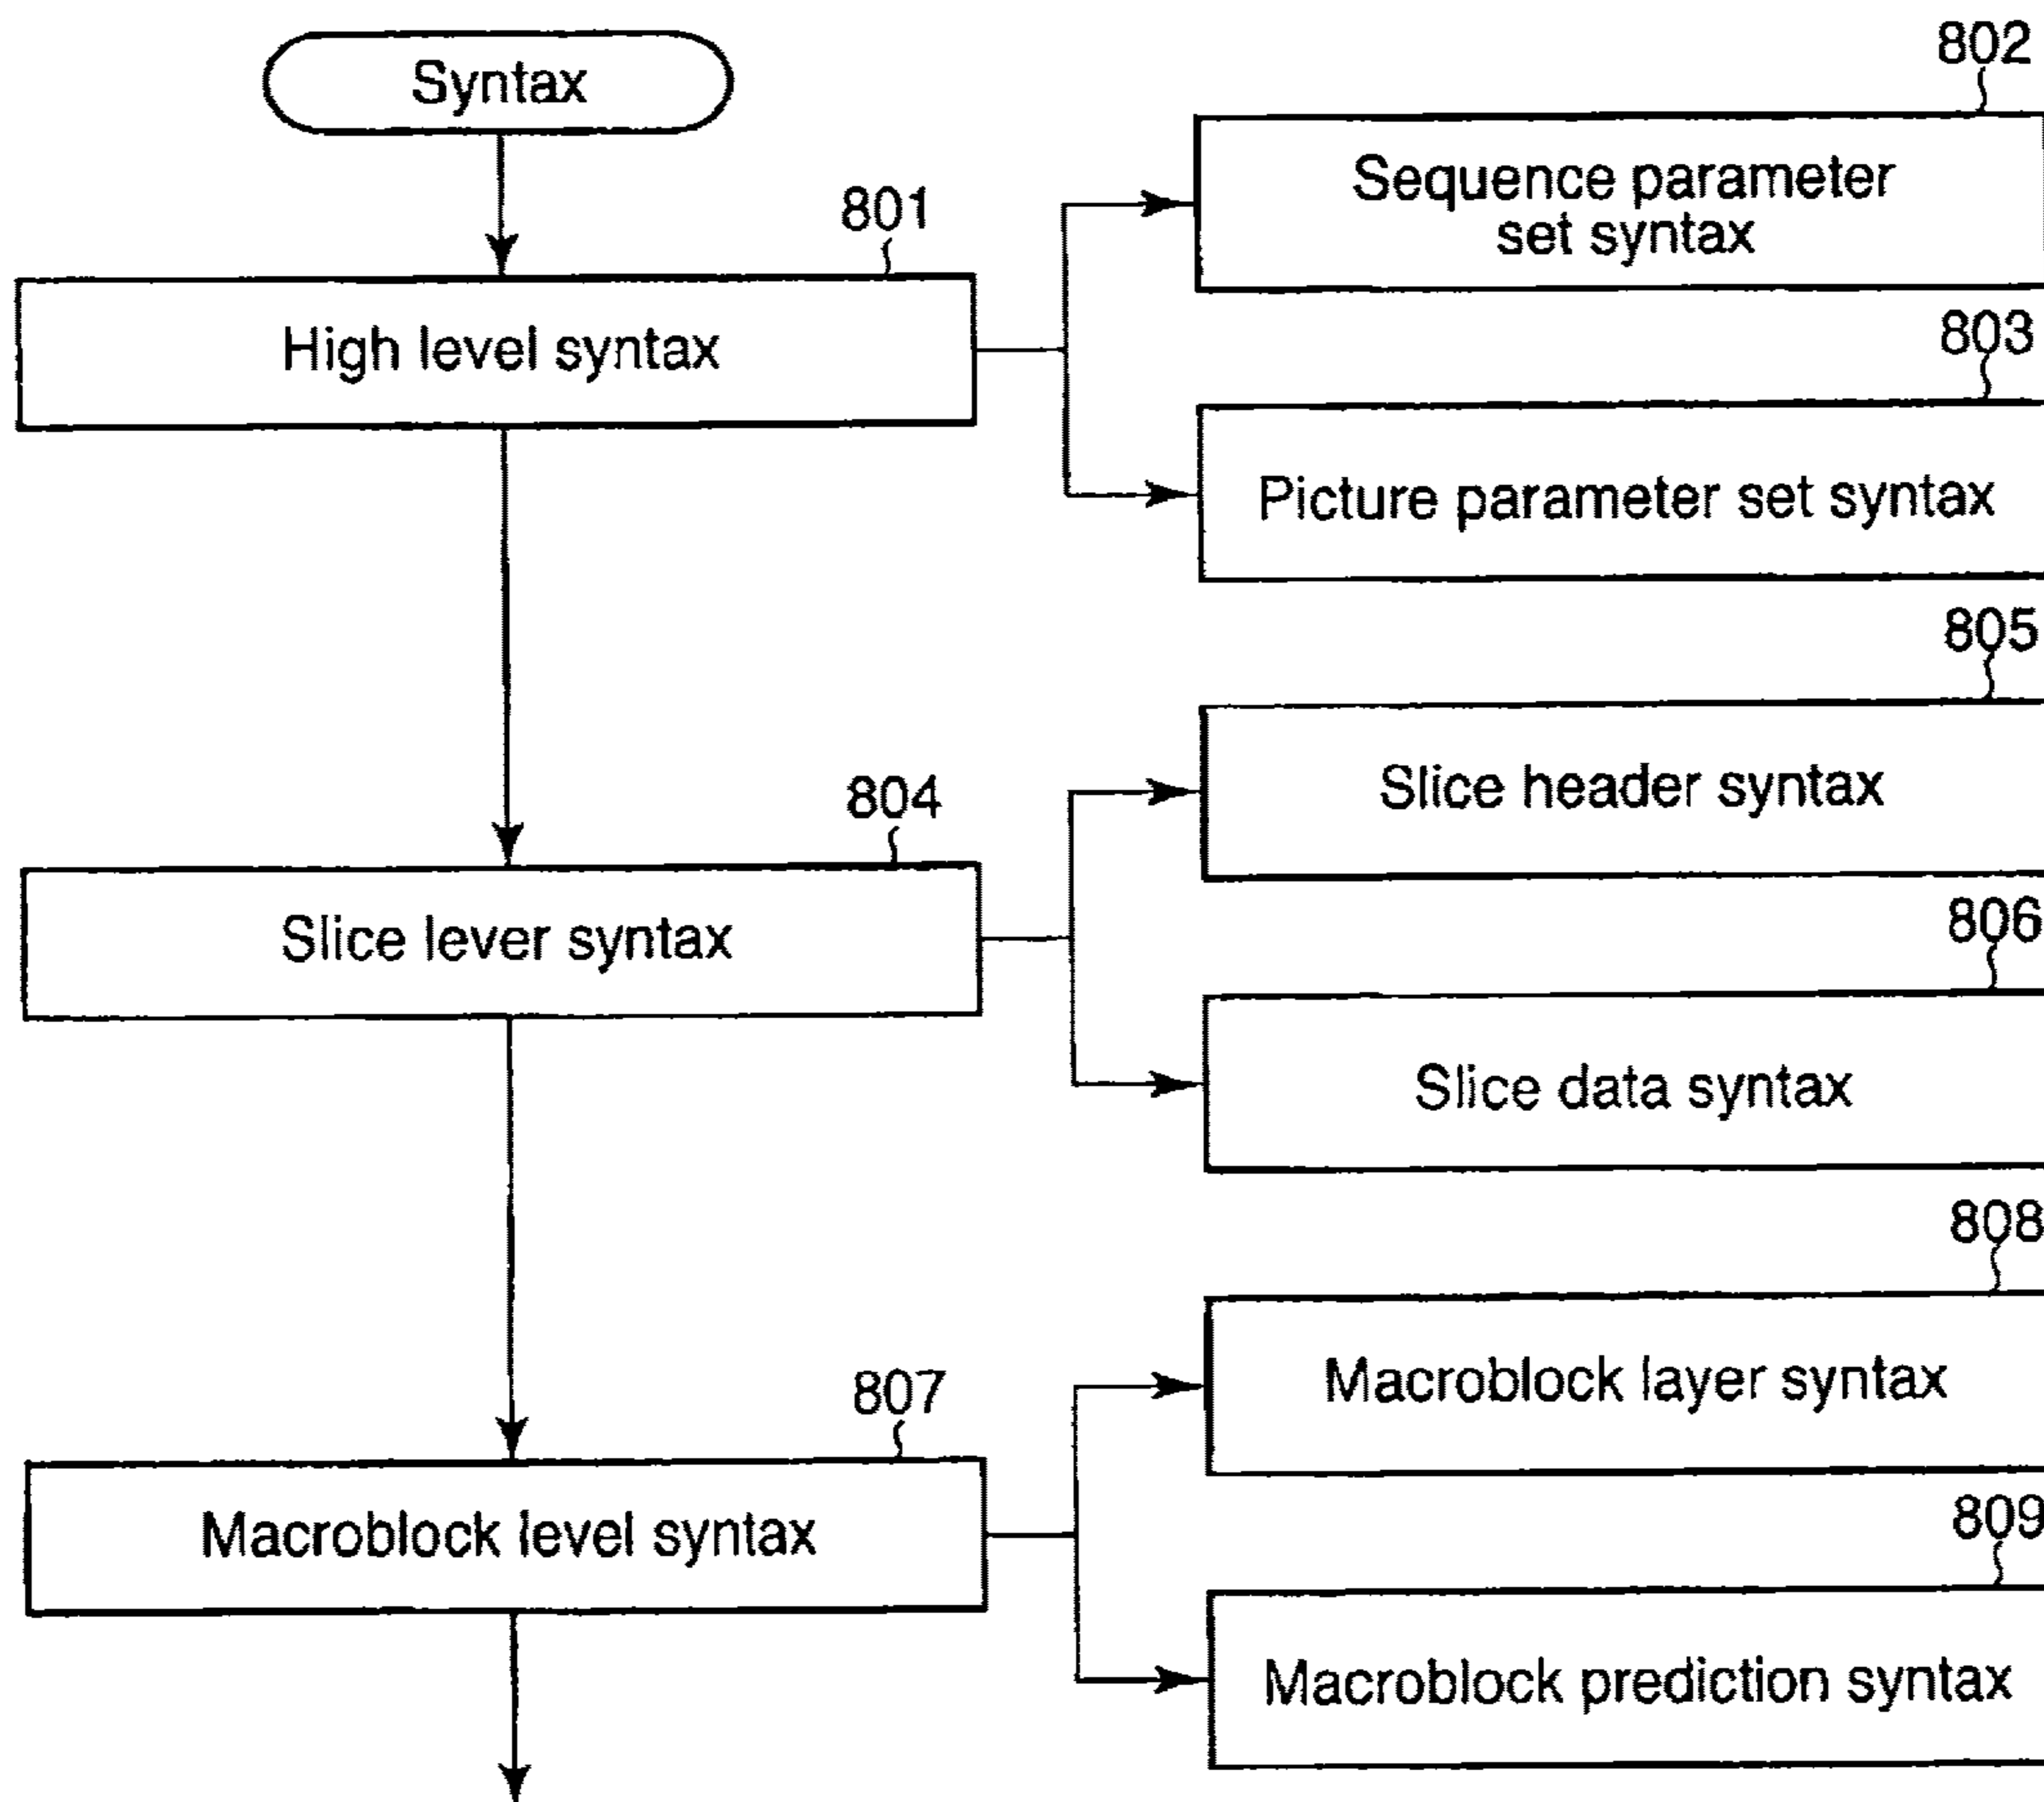 Syntax
802
Sequence parameter
set syntax
801
High level syntax
803
Picture parameter set syntax
805
Slice header syntax
804
Slice lever syntax
806
Slice data syntax
808
Macroblock layer syntax
807
Macroblock level syntax
809
Macroblock prediction syntax